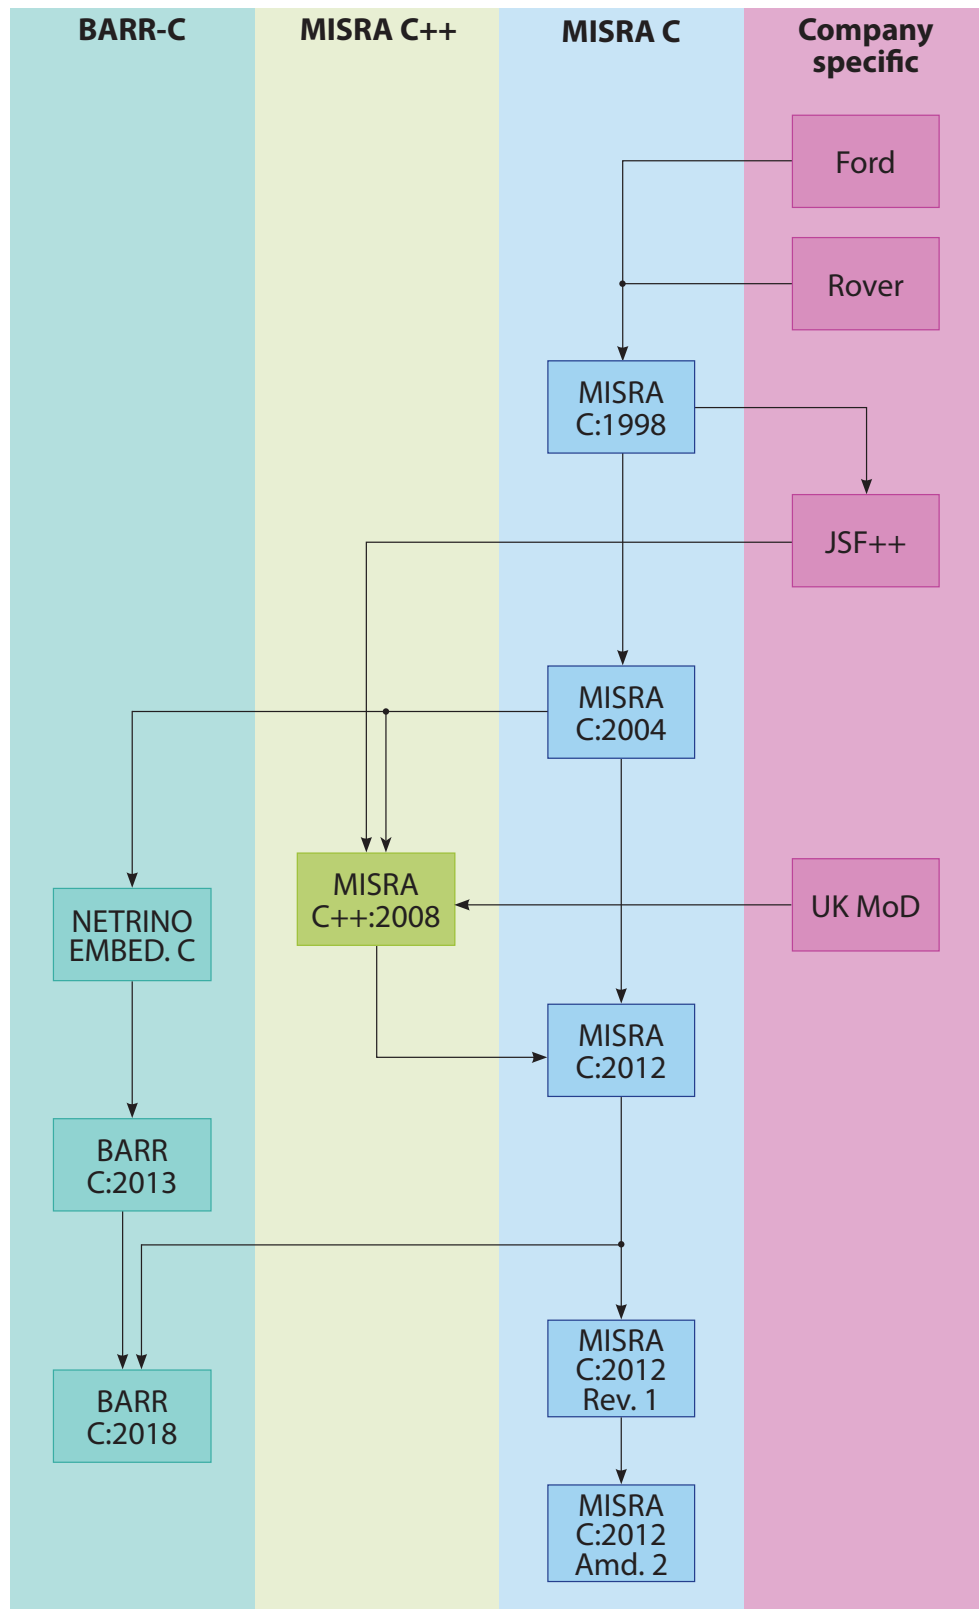 BARR-C
MISRA C++
MISRA C
Company
specific
Ford
Rover
MISRA
C:1998
JSF++
MISRA
C:2004
MISRA
C++:2008
UK MoD
NETRINO
EMBED. C
MISRA
C:2012
BARR
C:2013
MISRA
C:2012
Rev. 1
BARR
C:2018
MISRA
C:2012
Amd. 2